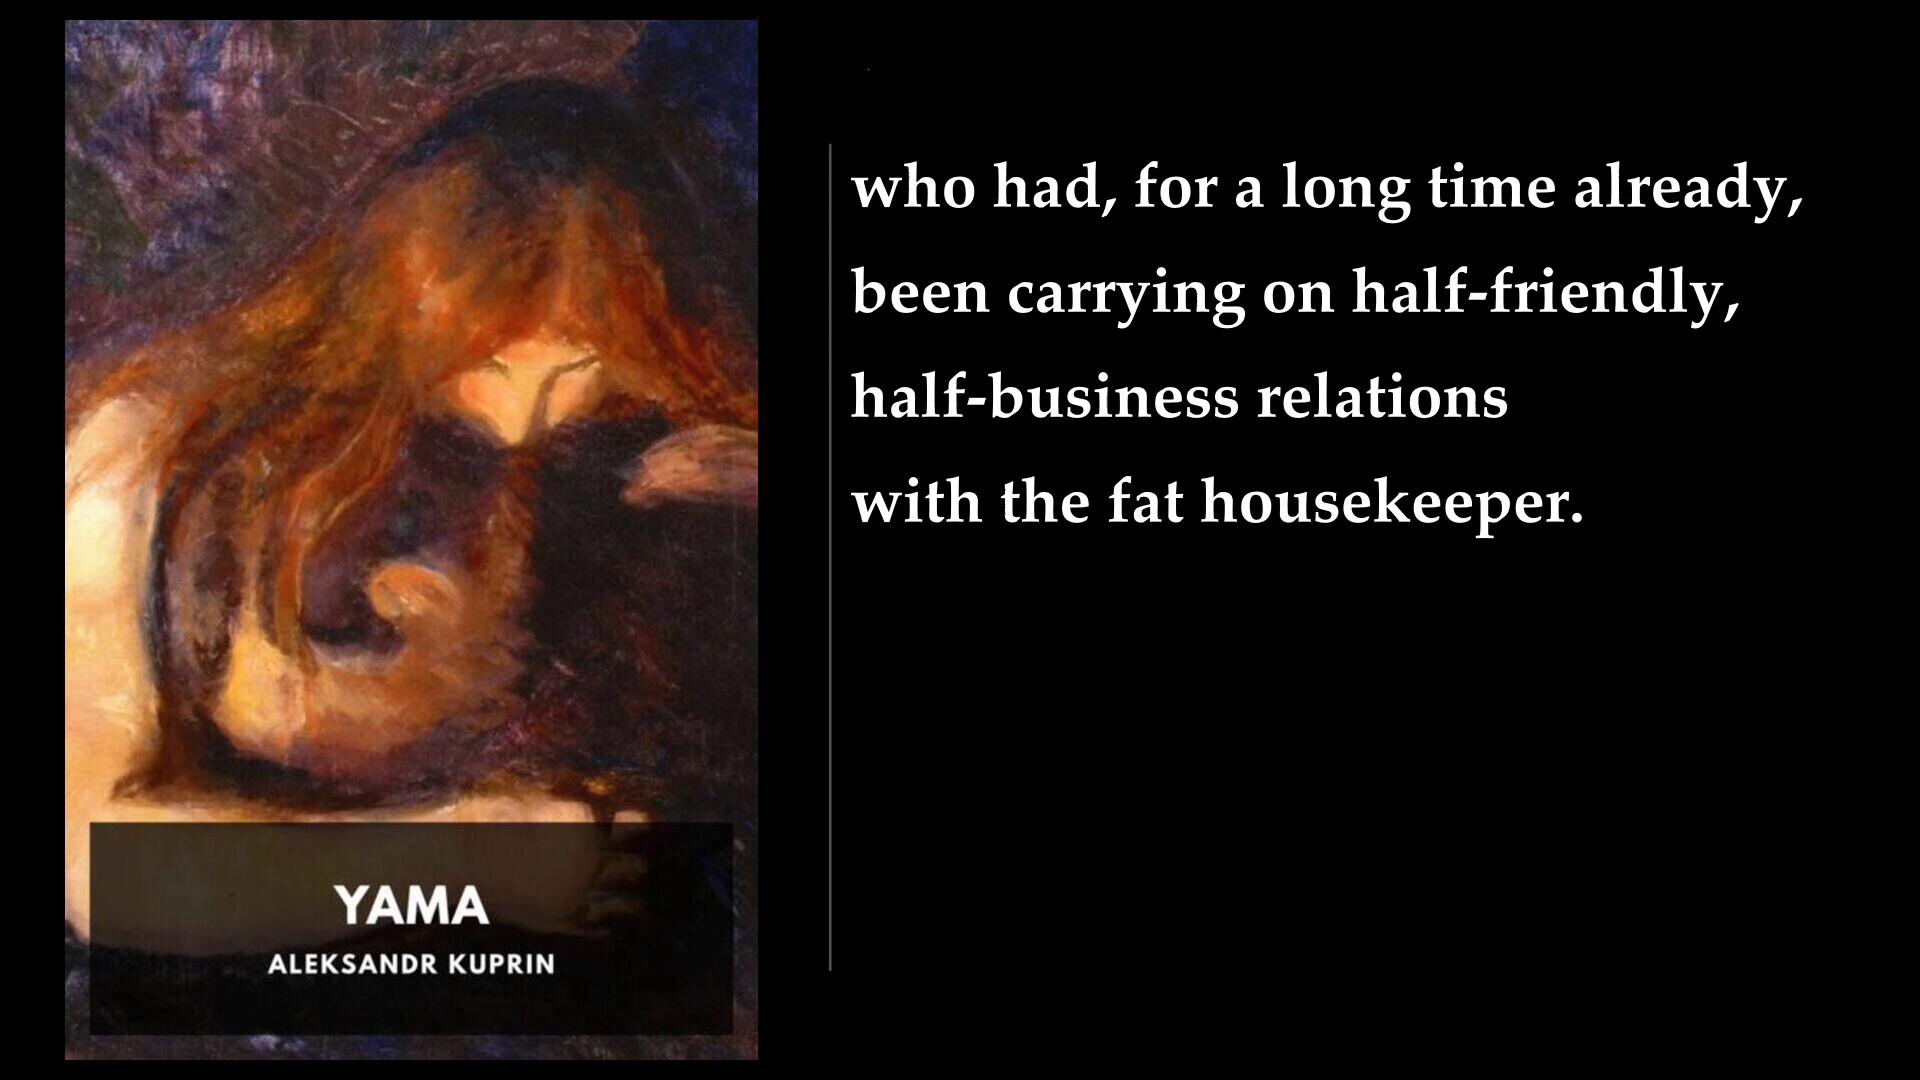 who had, for a long time already,
been carrying on half-friendly,
half-business relations
with the fat housekeeper.
YAMA
ALEKSANDR KUPRIN